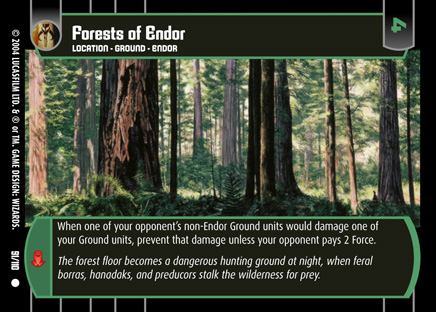 Forests of Endor
LOCATION • GROUND • ENDOR
4
When one of your opponent's non-Endor Ground units would damage one of
your Ground units, prevent that damage unless your opponent pays 2 Force.
The forest floor becomes a dangerous hunting ground at night, when feral
borras, hanadaks, and preducors stalk the wilderness for prey.
© 2004 LUCASFILM LTD. & ® or TM. GAME DESIGN: WIZARDS.
91/110